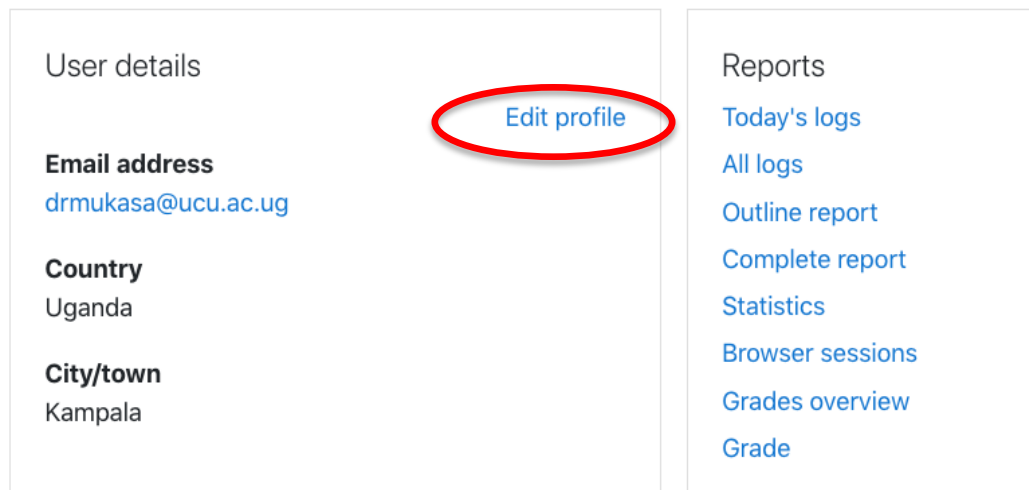 User details
Edit profile
Email address
drmukasa@ucu.ac.ug
Country
Uganda
City/town
Kampala
Reports
Today's logs
All logs
Outline report
Complete report
Statistics
Browser sessions
Grades overview
Grade